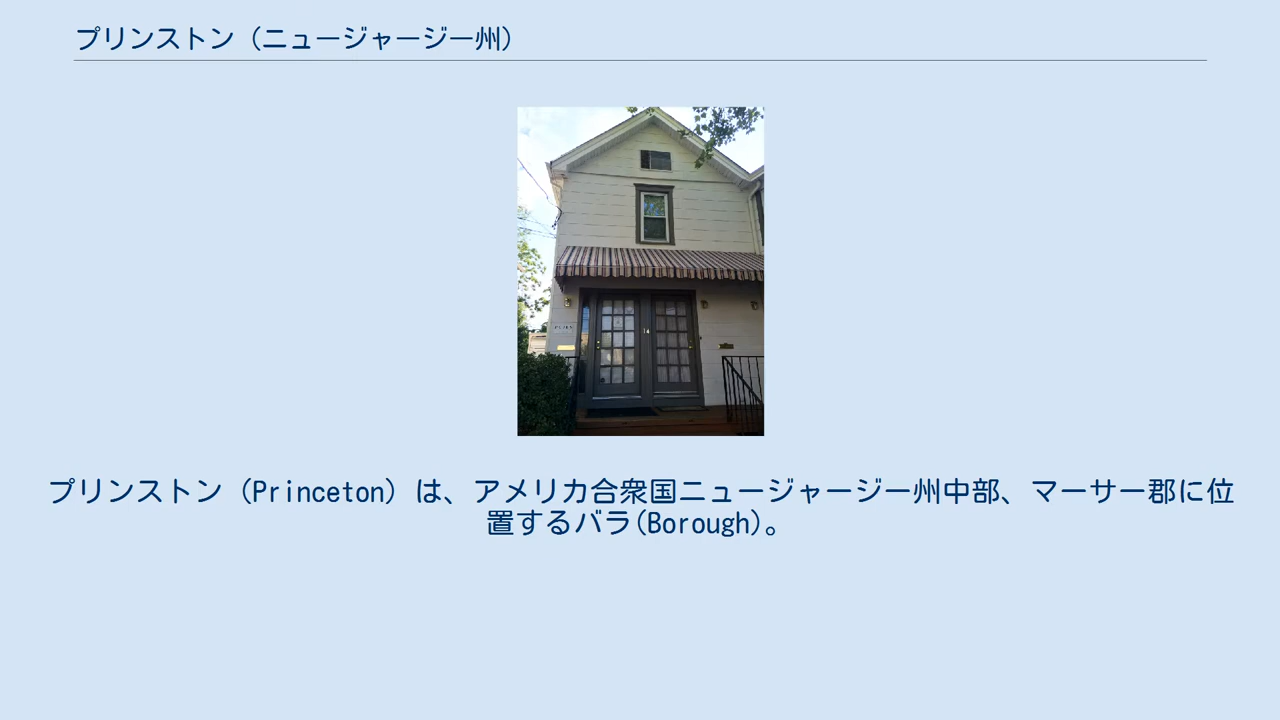 プリンストン (ニュージャージー州)
14
プリンストン (Princeton) は、アメリカ合衆国ニュージャージー州中部、マーサー郡に位
置するバラ(Borough)。